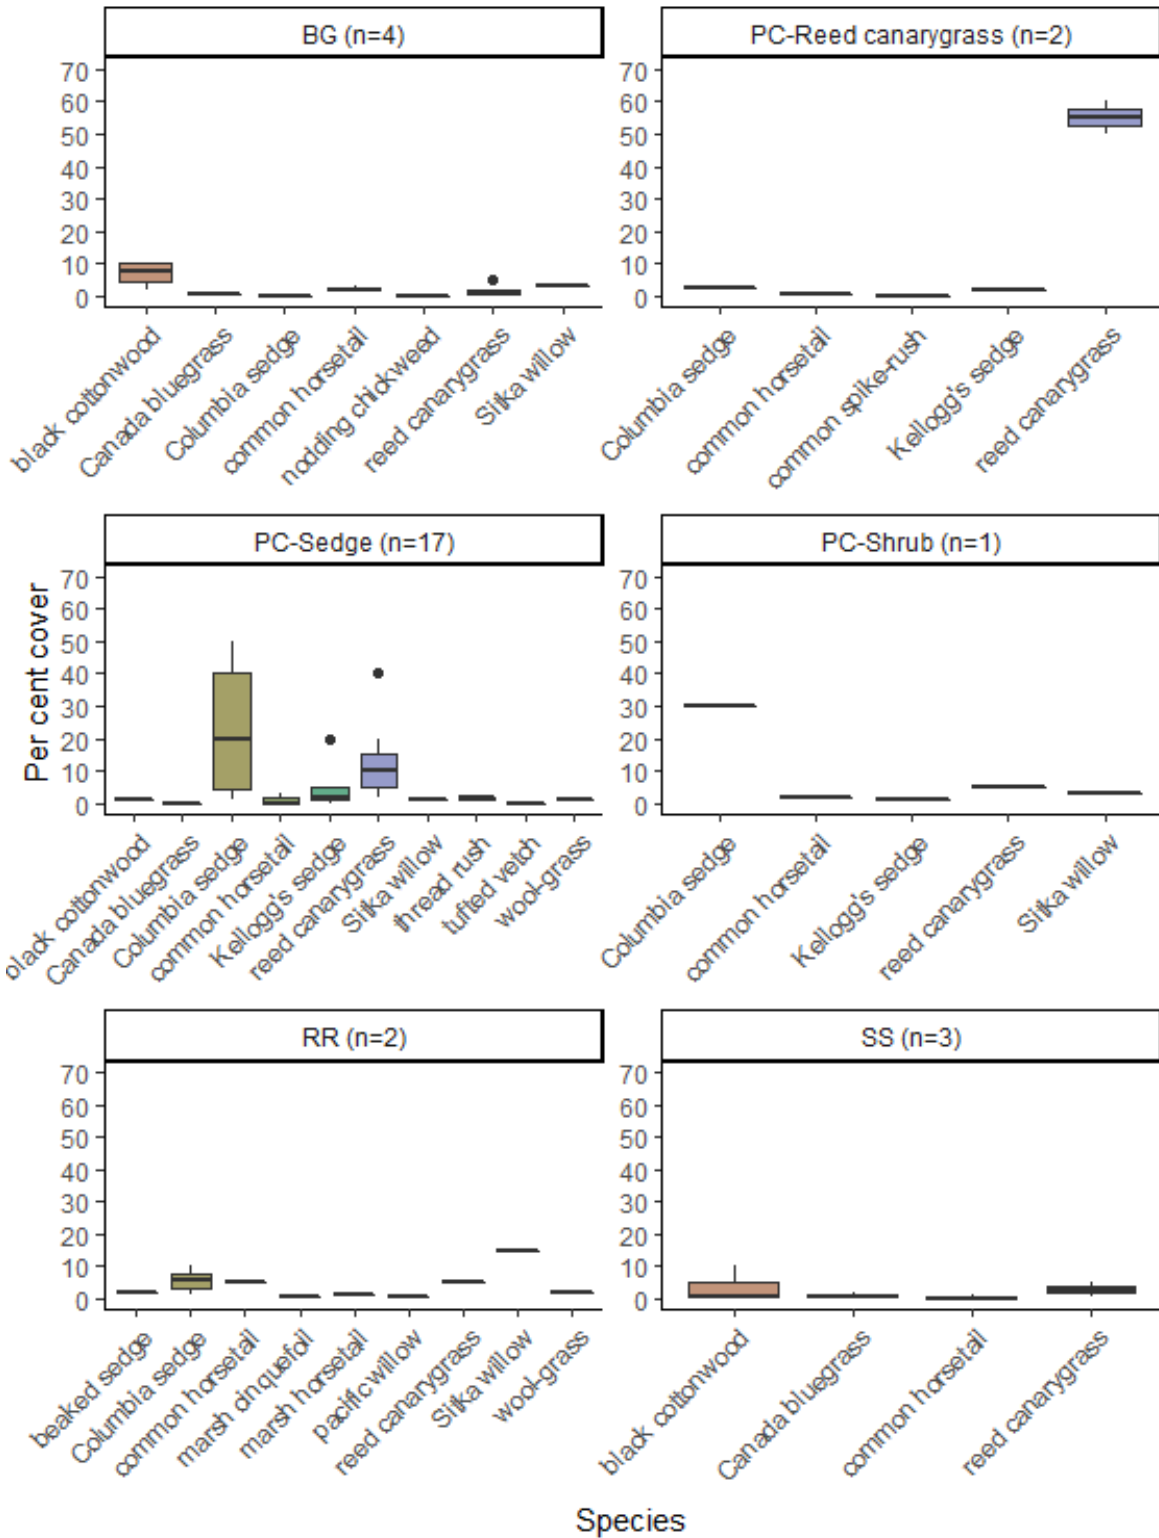 BG (n=4)
PC-Reed canarygrass (n=2)
70
60
50
40
30
20
10
0
70
60
50
40
30
20
10
0
black cottonwood
Canada bluegrass
Columbia sedge
common horsetail
nodding chickweed
reed canarygrass
Sitka willow
Columbia sedge
common horsetail
common spike-rush
Kellogg's sedge
reed canarygrass
PC-Sedge (n=17)
PC-Shrub (n=1)
Per cent cover
70
60
50
40
30
20
10
0
70
60
50
40
30
20
10
0
black cottonwood
Canada bluegrass
Columbia sedge
common horsetail
Kellogg's sedge
reed canarygrass
Sitka willow
thread rush
tufted vetch
wool-grass
Columbia sedge
common horsetail
Kellogg's sedge
reed canarygrass
Sitka willow
RR (n=2)
SS (n=3)
70
60
50
40
30
20
10
0
70
60
50
40
30
20
10
0
beaked sedge
Columbia sedge
common horsetail
marsh cinquefoil
marsh horsetail
pacific willow
reed canarygrass
Sitka willow
wool-grass
black cottonwood
Canada bluegrass
common horsetail
reed canarygrass
Species